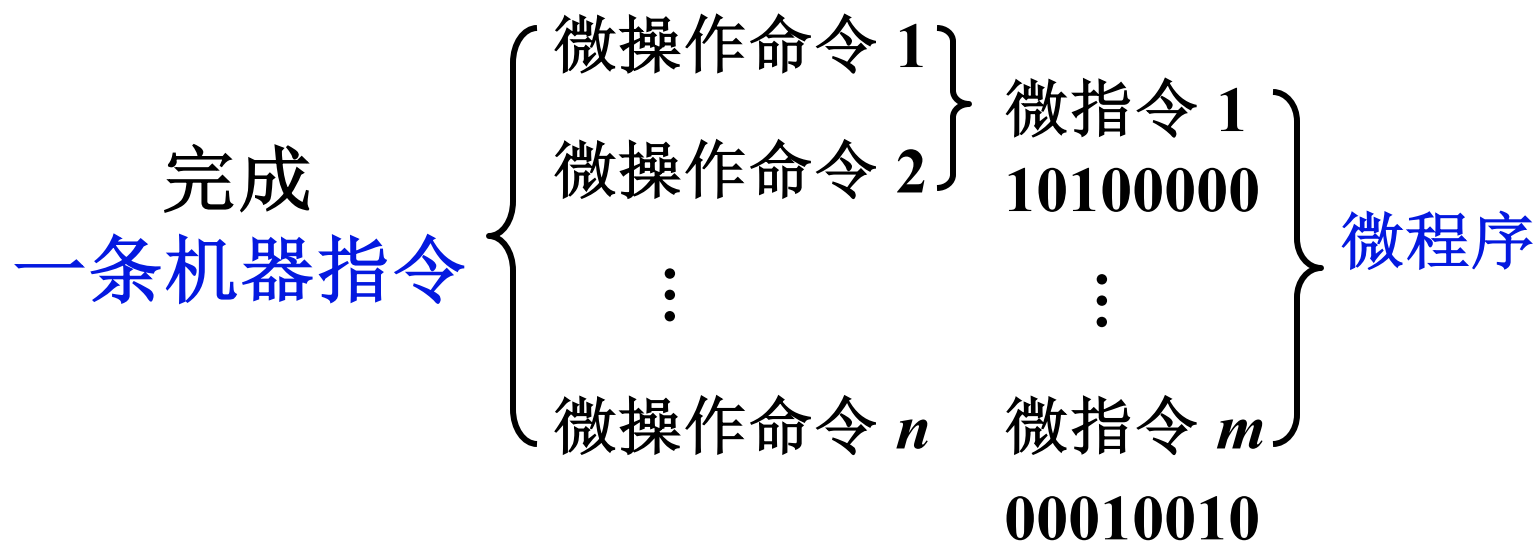 完成
一条机器指令
微操作命令 1
微操作命令 2
⋮
微操作命令 n
微指令 1
10100000
⋮
微指令 m
00010010
微程序